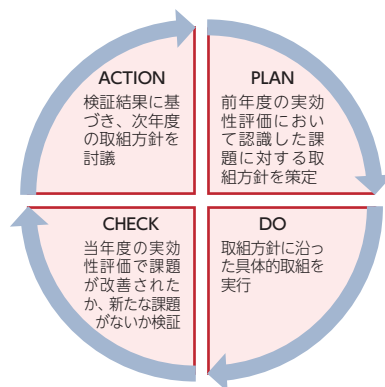 ACTION
検証結果に基
づき、次年度
の取組方針を
討議
PLAN
前年度の実効
性評価におい
て認識した課
題に対する取
組方針を策定
CHECK
当年度の実効
性評価で課題
が改善された
か、新たな課題
がないか検証
DO
取組方針に沿っ
た具体的取組を
実行